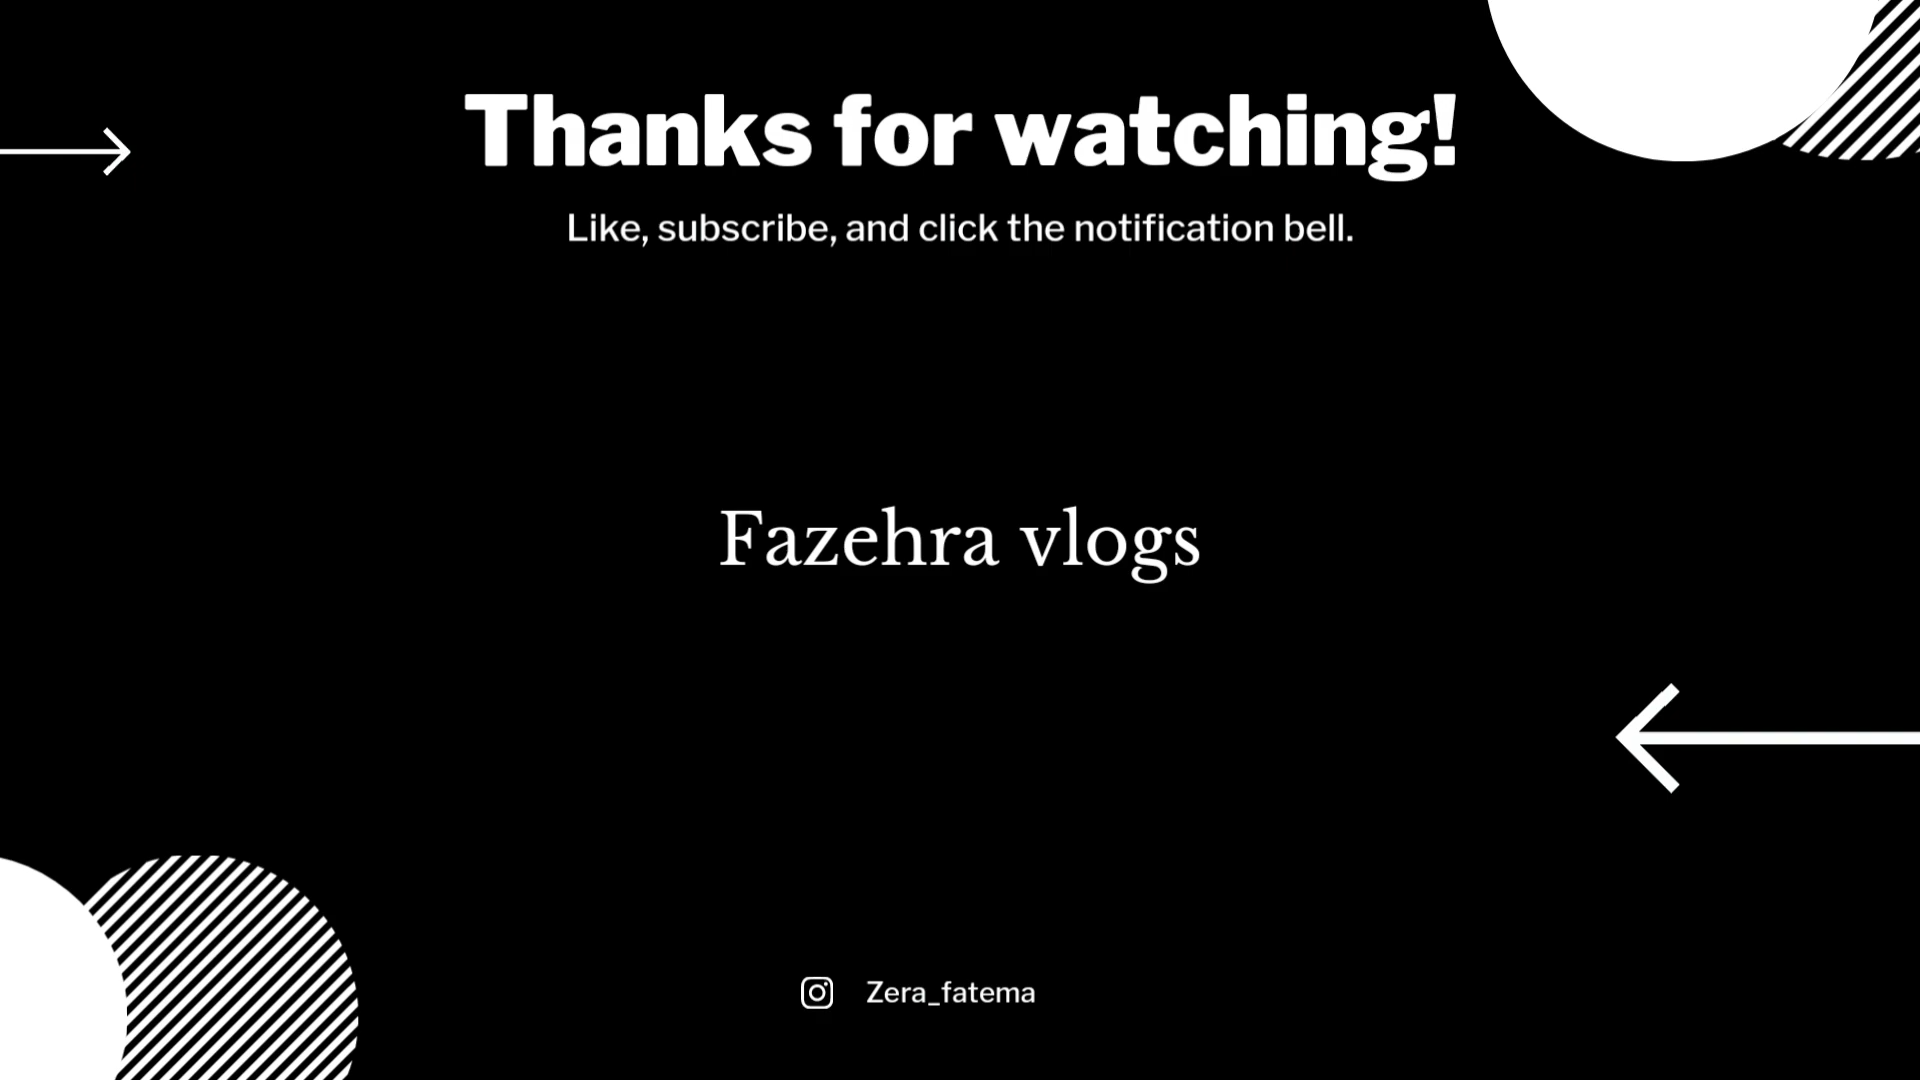 Thanks for watching!
Like, subscribe, and click the notification bell.
Fazehra vlogs
Zera_fatema